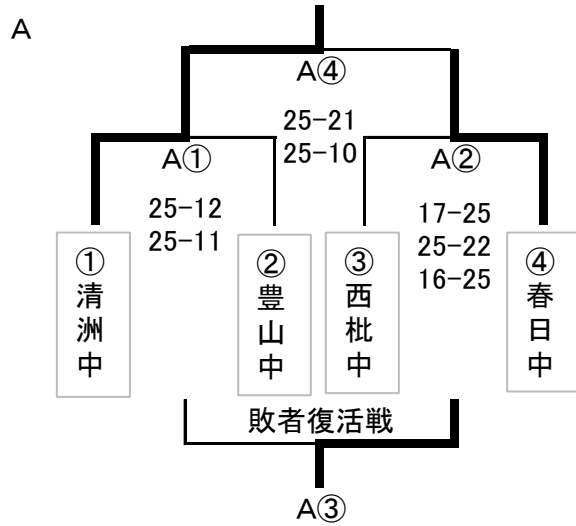 A
A④
25-21
25-10
A①
A②
25-12
25-11
17-25
25-22
16-25
①清洲中
②豊山中
③西枇中
④春日中
敗者復活戦
A③